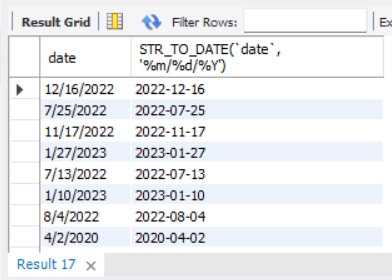 Result Grid Filter Rows: Ex
date STR_TO_DATE(`date`,
'%m/%d/%Y')
12/16/2022 2022-12-16
7/25/2022 2022-07-25
11/17/2022 2022-11-17
1/27/2023 2023-01-27
7/13/2022 2022-07-13
1/10/2023 2023-01-10
8/4/2022 2022-08-04
4/2/2020 2020-04-02
Result 17 ×